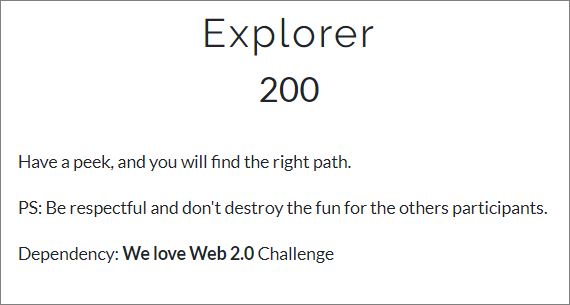 Explorer
200
Have a peek, and you will find the right path.
PS: Be respectful and don't destroy the fun for the others participants.
Dependency: We love Web 2.0 Challenge